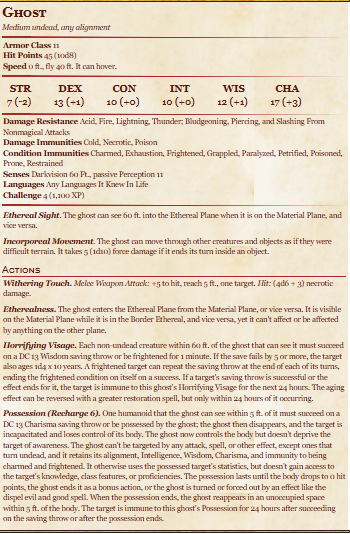 Ghost
Medium undead, any alignment
Armor Class 11
Hit Points 45 (10d8)
Speed 0 ft., fly 40 ft. It can hover.
STR DEX CON INT WIS CHA
7 (-2) 13 (+1) 10 (+0) 10 (+0) 12 (+1) 17 (+3)
Damage Resistance Acid, Fire, Lightning, Thunder; Bludgeoning, Piercing, and Slashing From
Nonmagical Attacks
Damage Immunities Cold, Necrotic, Poison
Condition Immunities Charmed, Exhaustion, Frightened, Grappled, Paralyzed, Petrified, Poisoned,
Prone, Restrained
Senses Darkvision 60 Ft., passive Perception 11
Languages Any Languages It Knew In Life
Challenge 4 (1,100 XP)
Ethereal Sight. The ghost can see 60 ft. into the Ethereal Plane when it is on the Material Plane, and
vice versa.
Incorporeal Movement. The ghost can move through other creatures and objects as if they were
difficult terrain. It takes 5 (1d10) force damage if it ends its turn inside an object.
Actions
Withering Touch. Melee Weapon Attack: +5 to hit, reach 5 ft., one target. Hit: (4d6 + 3) necrotic
damage.
Etherealness. The ghost enters the Ethereal Plane from the Material Plane, or vice versa. It is visible
on the Material Plane while it is in the Border Ethereal, and vice versa, yet it can't affect or be affected
by anything on the other plane.
Horrifying Visage. Each non-undead creature within 60 ft. of the ghost that can see it must succeed
on a DC 13 Wisdom saving throw or be frightened for 1 minute. If the save fails by 5 or more, the target
also ages 1d4 x 10 years. A frightened target can repeat the saving throw at the end of each of its turns,
ending the frightened condition on itself on a success. If a target's saving throw is successful or the
effect ends for it, the target is immune to this ghost's Horrifying Visage for the next 24 hours. The aging
effect can be reversed with a greater restoration spell, but only within 24 hours of it occurring.
Possession (Recharge 6). One humanoid that the ghost can see within 5 ft. of it must succeed on a
DC 13 Charisma saving throw or be possessed by the ghost; the ghost then disappears, and the target is
incapacitated and loses control of its body. The ghost now controls the body but doesn't deprive the
target of awareness. The ghost can't be targeted by any attack, spell, or other effect, except ones that
turn undead, and it retains its alignment, Intelligence, Wisdom, Charisma, and immunity to being
charmed and frightened. It otherwise uses the possessed target's statistics, but doesn't gain access to
the target's knowledge, class features, or proficiencies. The possession lasts until the body drops to 0 hit
points, the ghost ends it as a bonus action, or the ghost is turned or forced out by an effect like the
dispel evil and good spell. When the possession ends, the ghost reappears in an unoccupied space
within 5 ft. of the body. The target is immune to this ghost's Possession for 24 hours after succeeding
on the saving throw or after the possession ends.